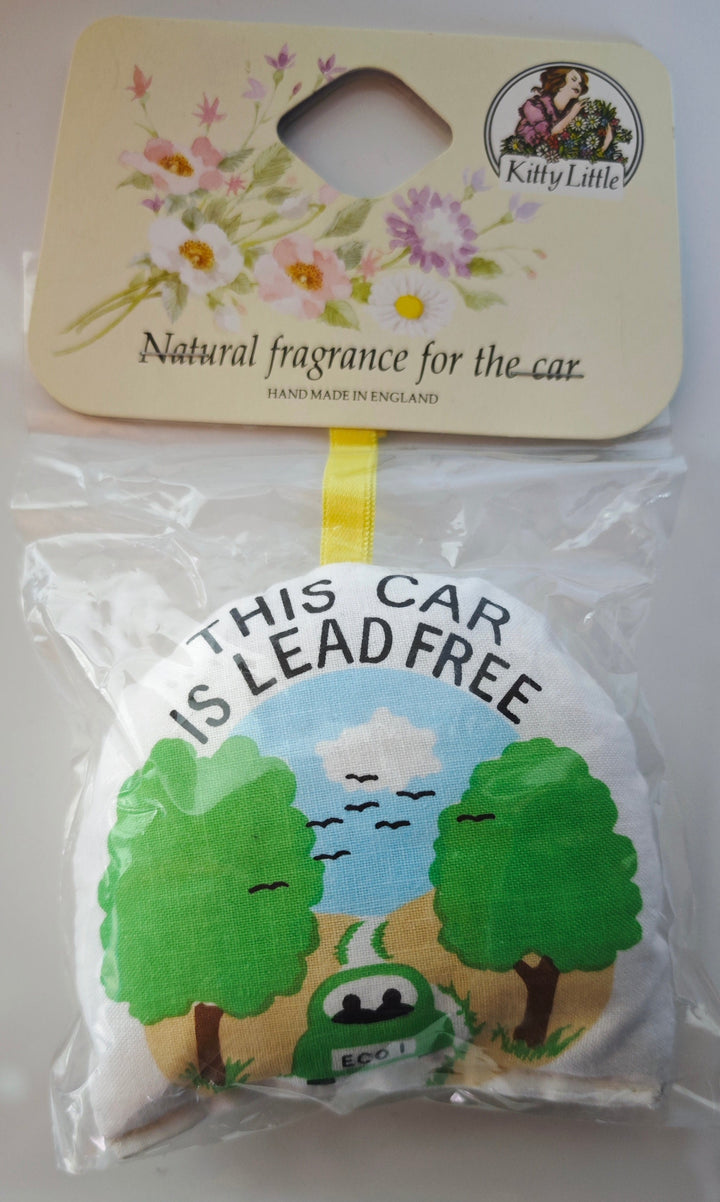 Kitty Little
Natural fragrance for the car
HAND MADE IN ENGLAND
THIS CAR
IS LEAD FREE
ECO 1